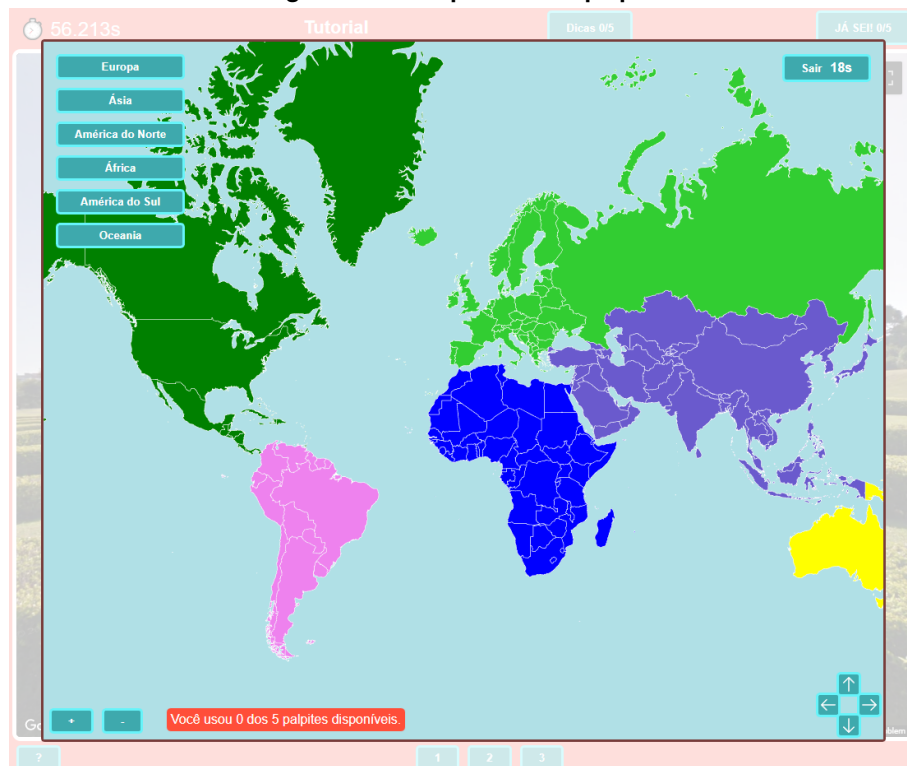 56.213s
Tutorial
Dicas 0/5
JÁ SEI! 0/5
Europa
Ásia
América do Norte
África
América do Sul
Oceania
Sair 18s
+
-
Você usou 0 dos 5 palpites disponíveis.
?
1
2
3